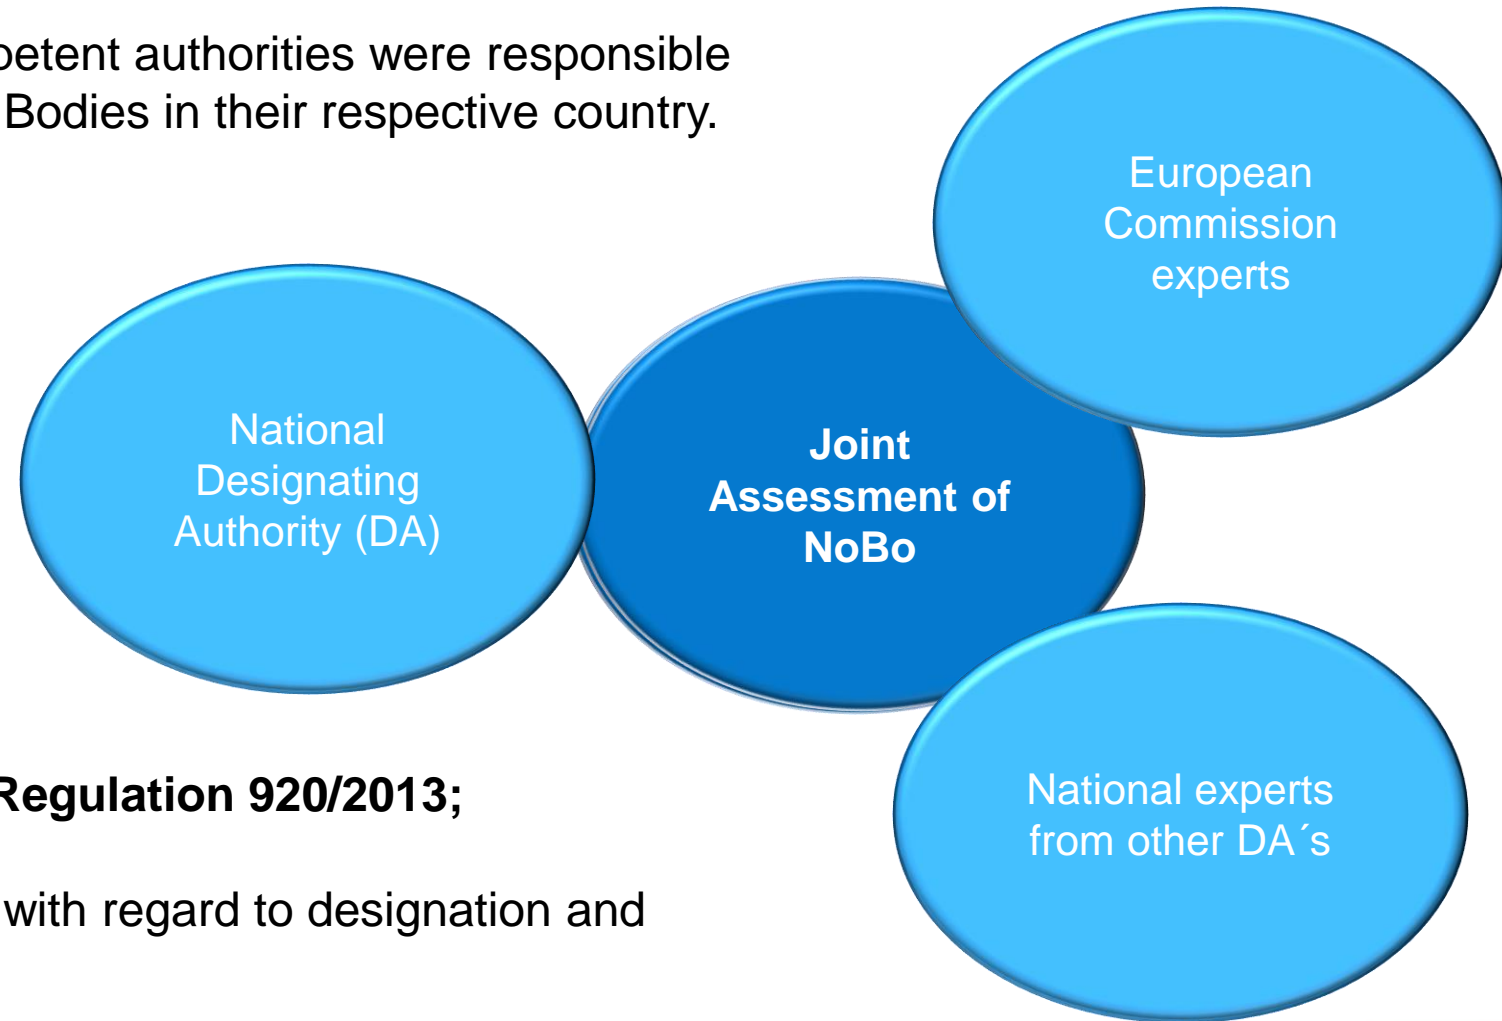 petent authorities were responsible
Bodies in their respective country.
European
Commission
experts
National
Designating
Authority (DA)
Joint
Assessment of
NoBo
Regulation 920/2013;
National experts
from other DA´s
with regard to designation and